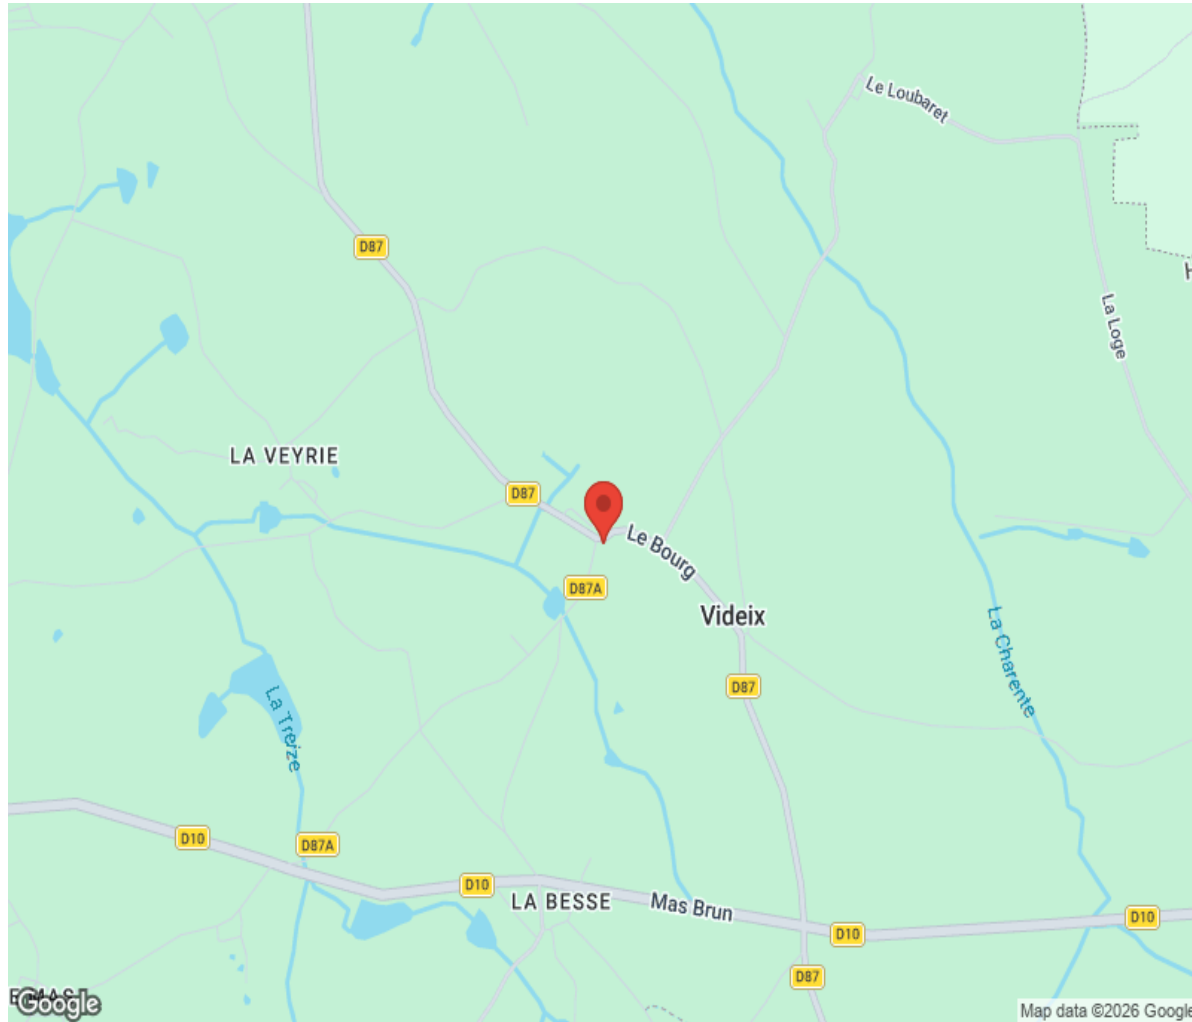 Le Loubaret
D87
H
La Loge
LA VEYRIE
D87
Le Bourg
D87A
Videix
La Charente
D87
La Treize
D10
D87A
D10
LA BESSE
Mas Brun
D10
D10
D87
E MAS
Google
Map data ©2026 Google